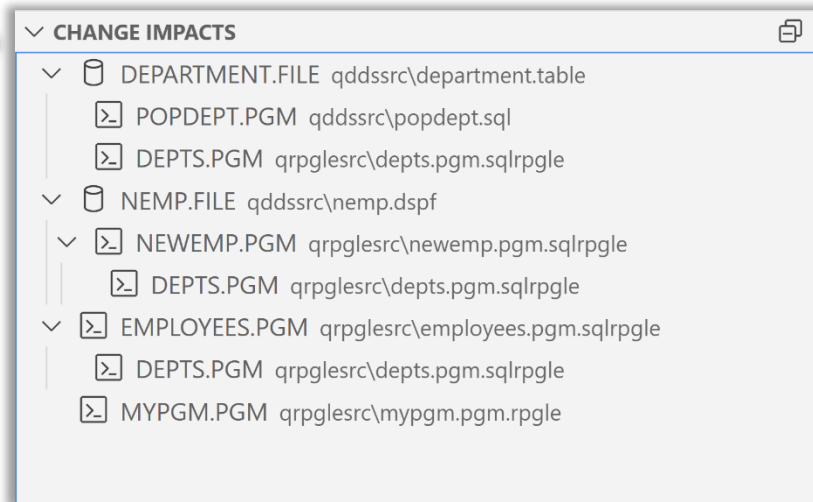 CHANGE IMPACTS
DEPARTMENT.FILE qddssrc\department.table
POPDEPT.PGM qddssrc\popdept.sql
DEPTS.PGM qrpglesrc\depts.pgm.sqlrpgle
NEMP.FILE qddssrc\nemp.dspf
NEWEMP.PGM qrpglesrc\newemp.pgm.sqlrpgle
DEPTS.PGM qrpglesrc\depts.pgm.sqlrpgle
EMPLOYEES.PGM qrpglesrc\employees.pgm.sqlrpgle
DEPTS.PGM qrpglesrc\depts.pgm.sqlrpgle
MYPGM.PGM qrpglesrc\mypgm.pgm.rpgle